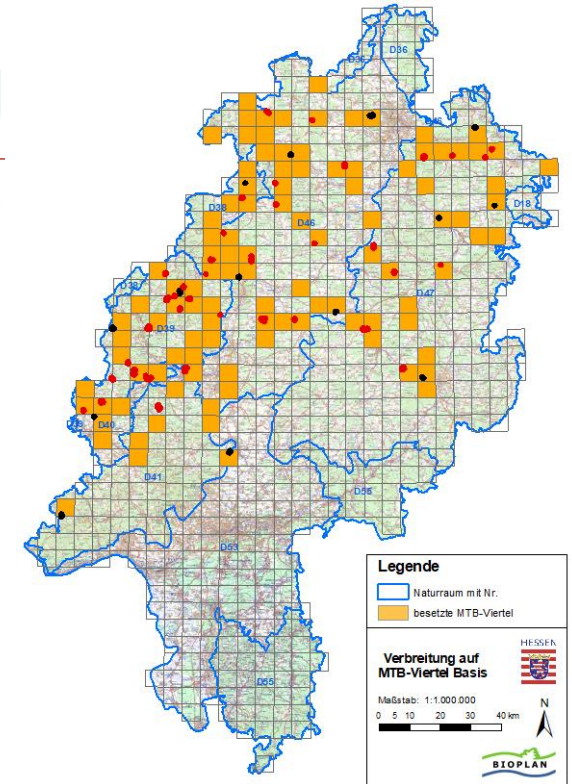 D36
D36
D46
D18
D38
D46
D47
D38
D39
D40
D41
D55
D53
D55
Legende
Naturraum mit Nr.
besetzte MTB-Viertel
HESSEN
Verbreitung auf
MTB-Viertel Basis
Maßstab: 1:1.000.000
N
0 5 10 20 30 40 km
BIOPLAN